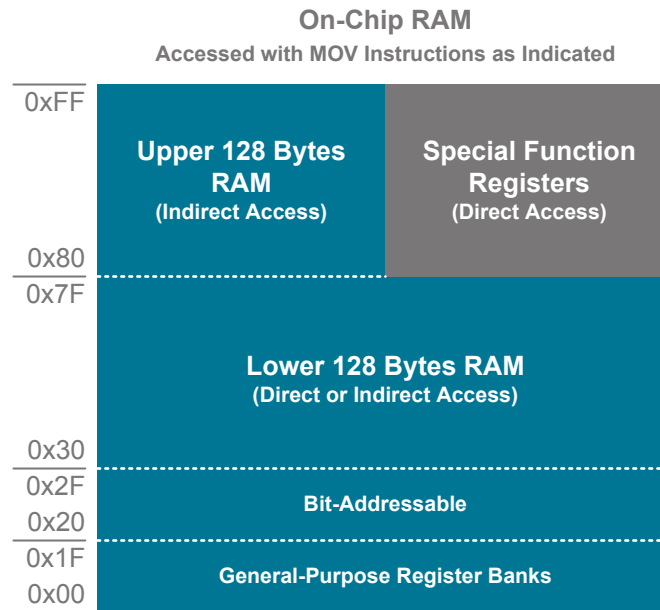 On-Chip RAM
Accessed with MOV Instructions as Indicated
0xFF
Upper 128 Bytes
RAM
(Indirect Access)
Special Function
Registers
(Direct Access)
0x80
0x7F
Lower 128 Bytes RAM
(Direct or Indirect Access)
0x30
0x2F
Bit-Addressable
0x20
0x1F
General-Purpose Register Banks
0x00